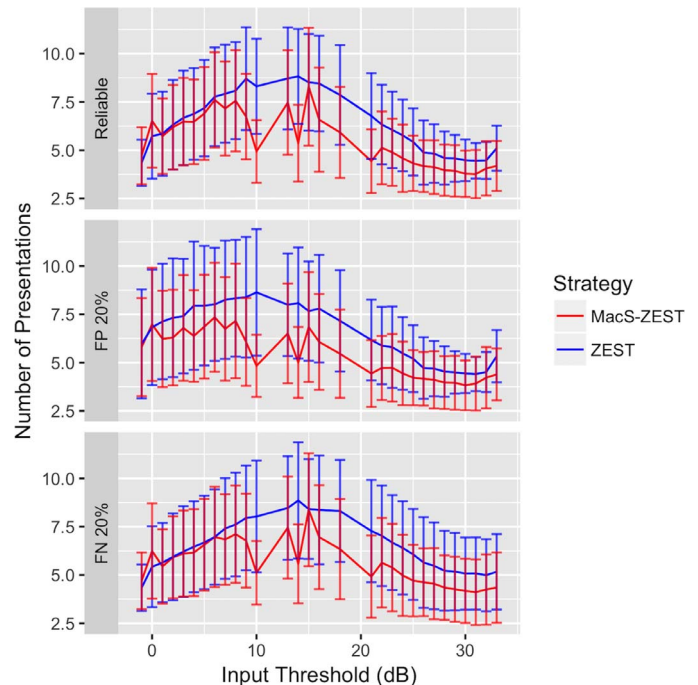 Number of Presentations
Reliable
10.0
7.5
5.0
2.5
FP 20%
10.0
7.5
5.0
2.5
FN 20%
10.0
7.5
5.0
2.5
0
10
20
30
Input Threshold (dB)
Strategy
MacS-ZEST
ZEST